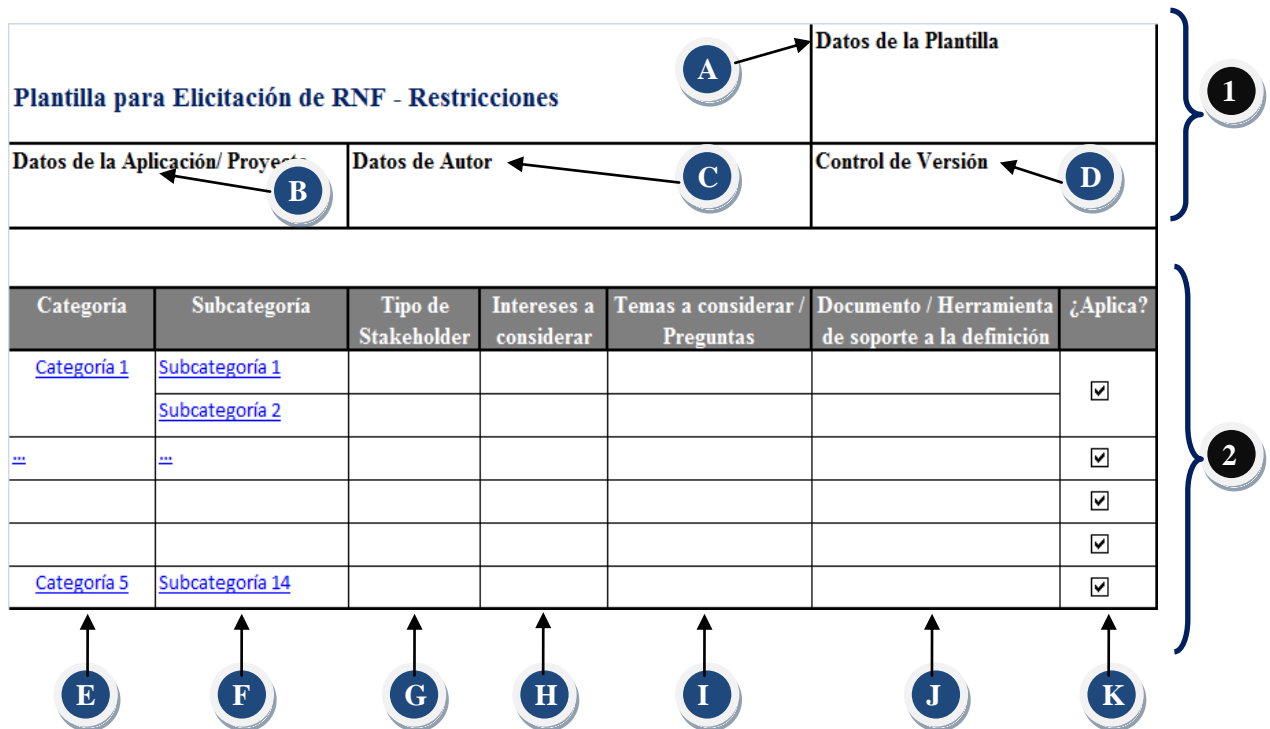 Datos de la Plantilla
A
1
Plantilla para Elicitación de RNF - Restricciones
Datos de la Aplicación/ Proyecto
Datos de Autor
Control de Versión
B
C
D
Categoría
Subcategoría
Tipo de
Stakeholder
Intereses a
considerar
Temas a considerar /
Preguntas
Documento / Herramienta
de soporte a la definición
¿Aplica?
Categoría 1
Subcategoría 1
Subcategoría 2
...
...
2
Categoría 5
Subcategoría 14
E
F
G
H
I
J
K